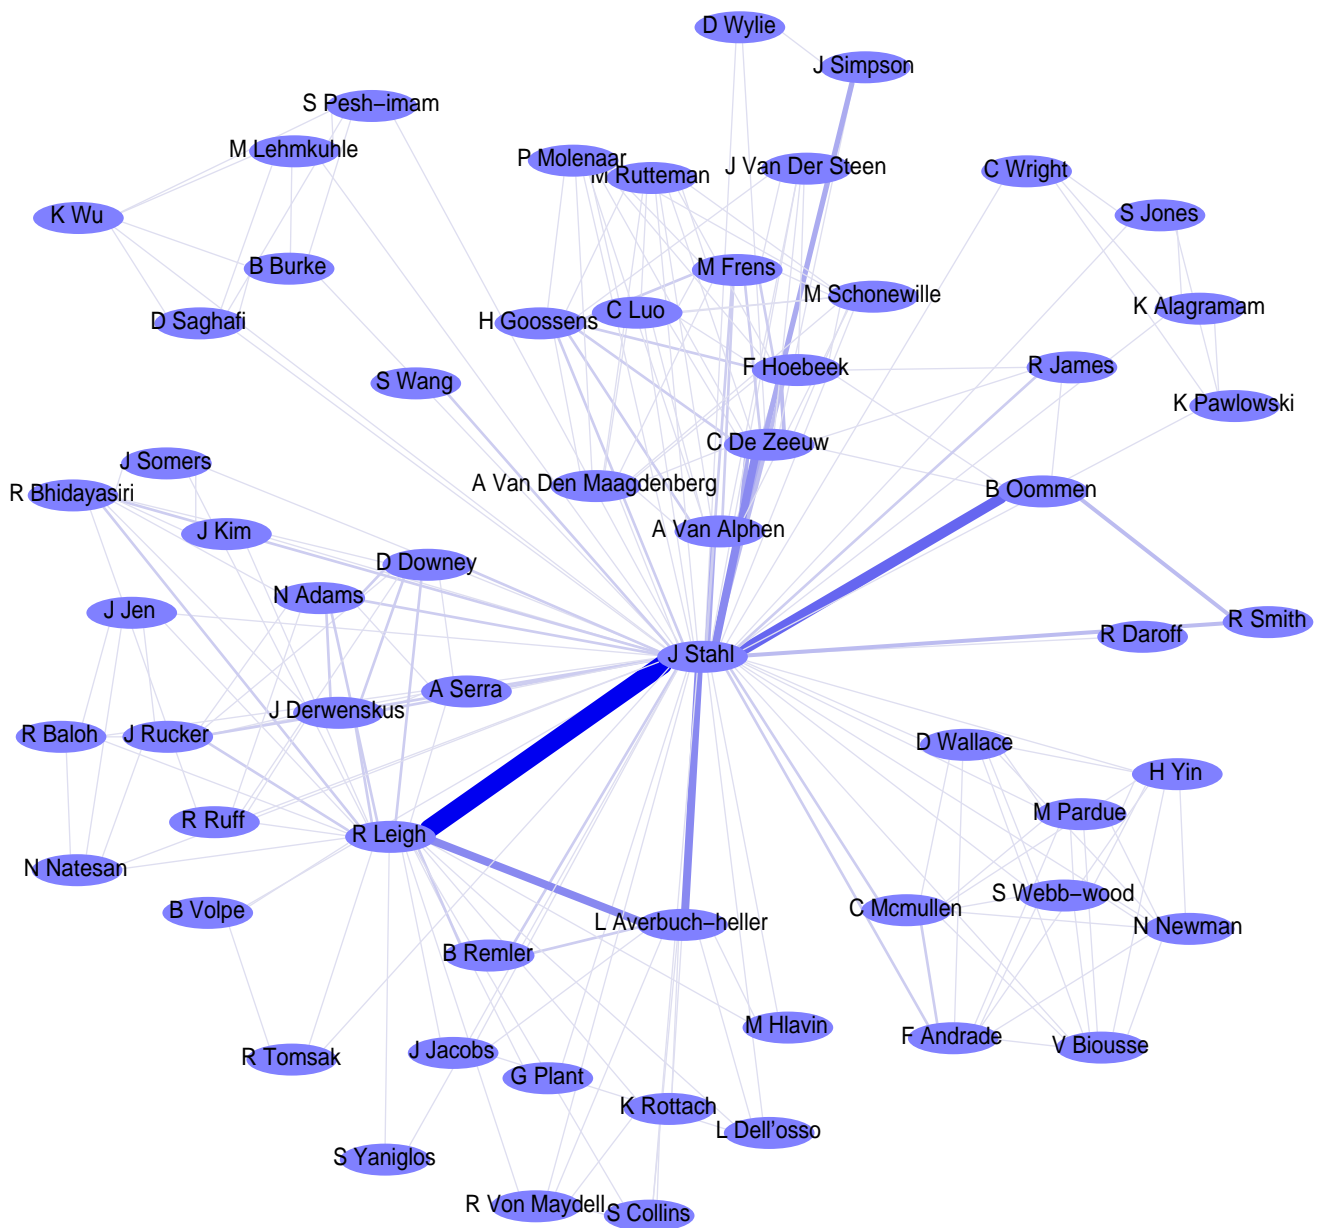 D Wylie
J Simpson
S Pesh-imam
M Lehmkuhle
P Molenaar
M Rutteman
J Van Der Steen
C Wright
K Wu
S Jones
B Burke
M Frens
M Schonewille
K Alagramam
D Saghafi
H Goossens
C Luo
F Hoebeek
R James
S Wang
K Pawlowski
C De Zeeuw
J Somers
R Bhidayasiri
A Van Den Maagdenberg
B Oommen
J Kim
A Van Alphen
D Downey
N Adams
J Jen
R Smith
R Daroff
J Stahl
A Serra
J Derwenskus
R Baloh
J Rucker
D Wallace
H Yin
M Pardue
R Ruff
R Leigh
N Natesan
S Webb-wood
C Mcmullen
B Volpe
L Averbuch-heller
N Newman
B Remler
M Hlavin
F Andrade
V Biousse
R Tomsak
J Jacobs
G Plant
K Rottach
L Dell'osso
S Yaniglos
R Von Maydell
S Collins